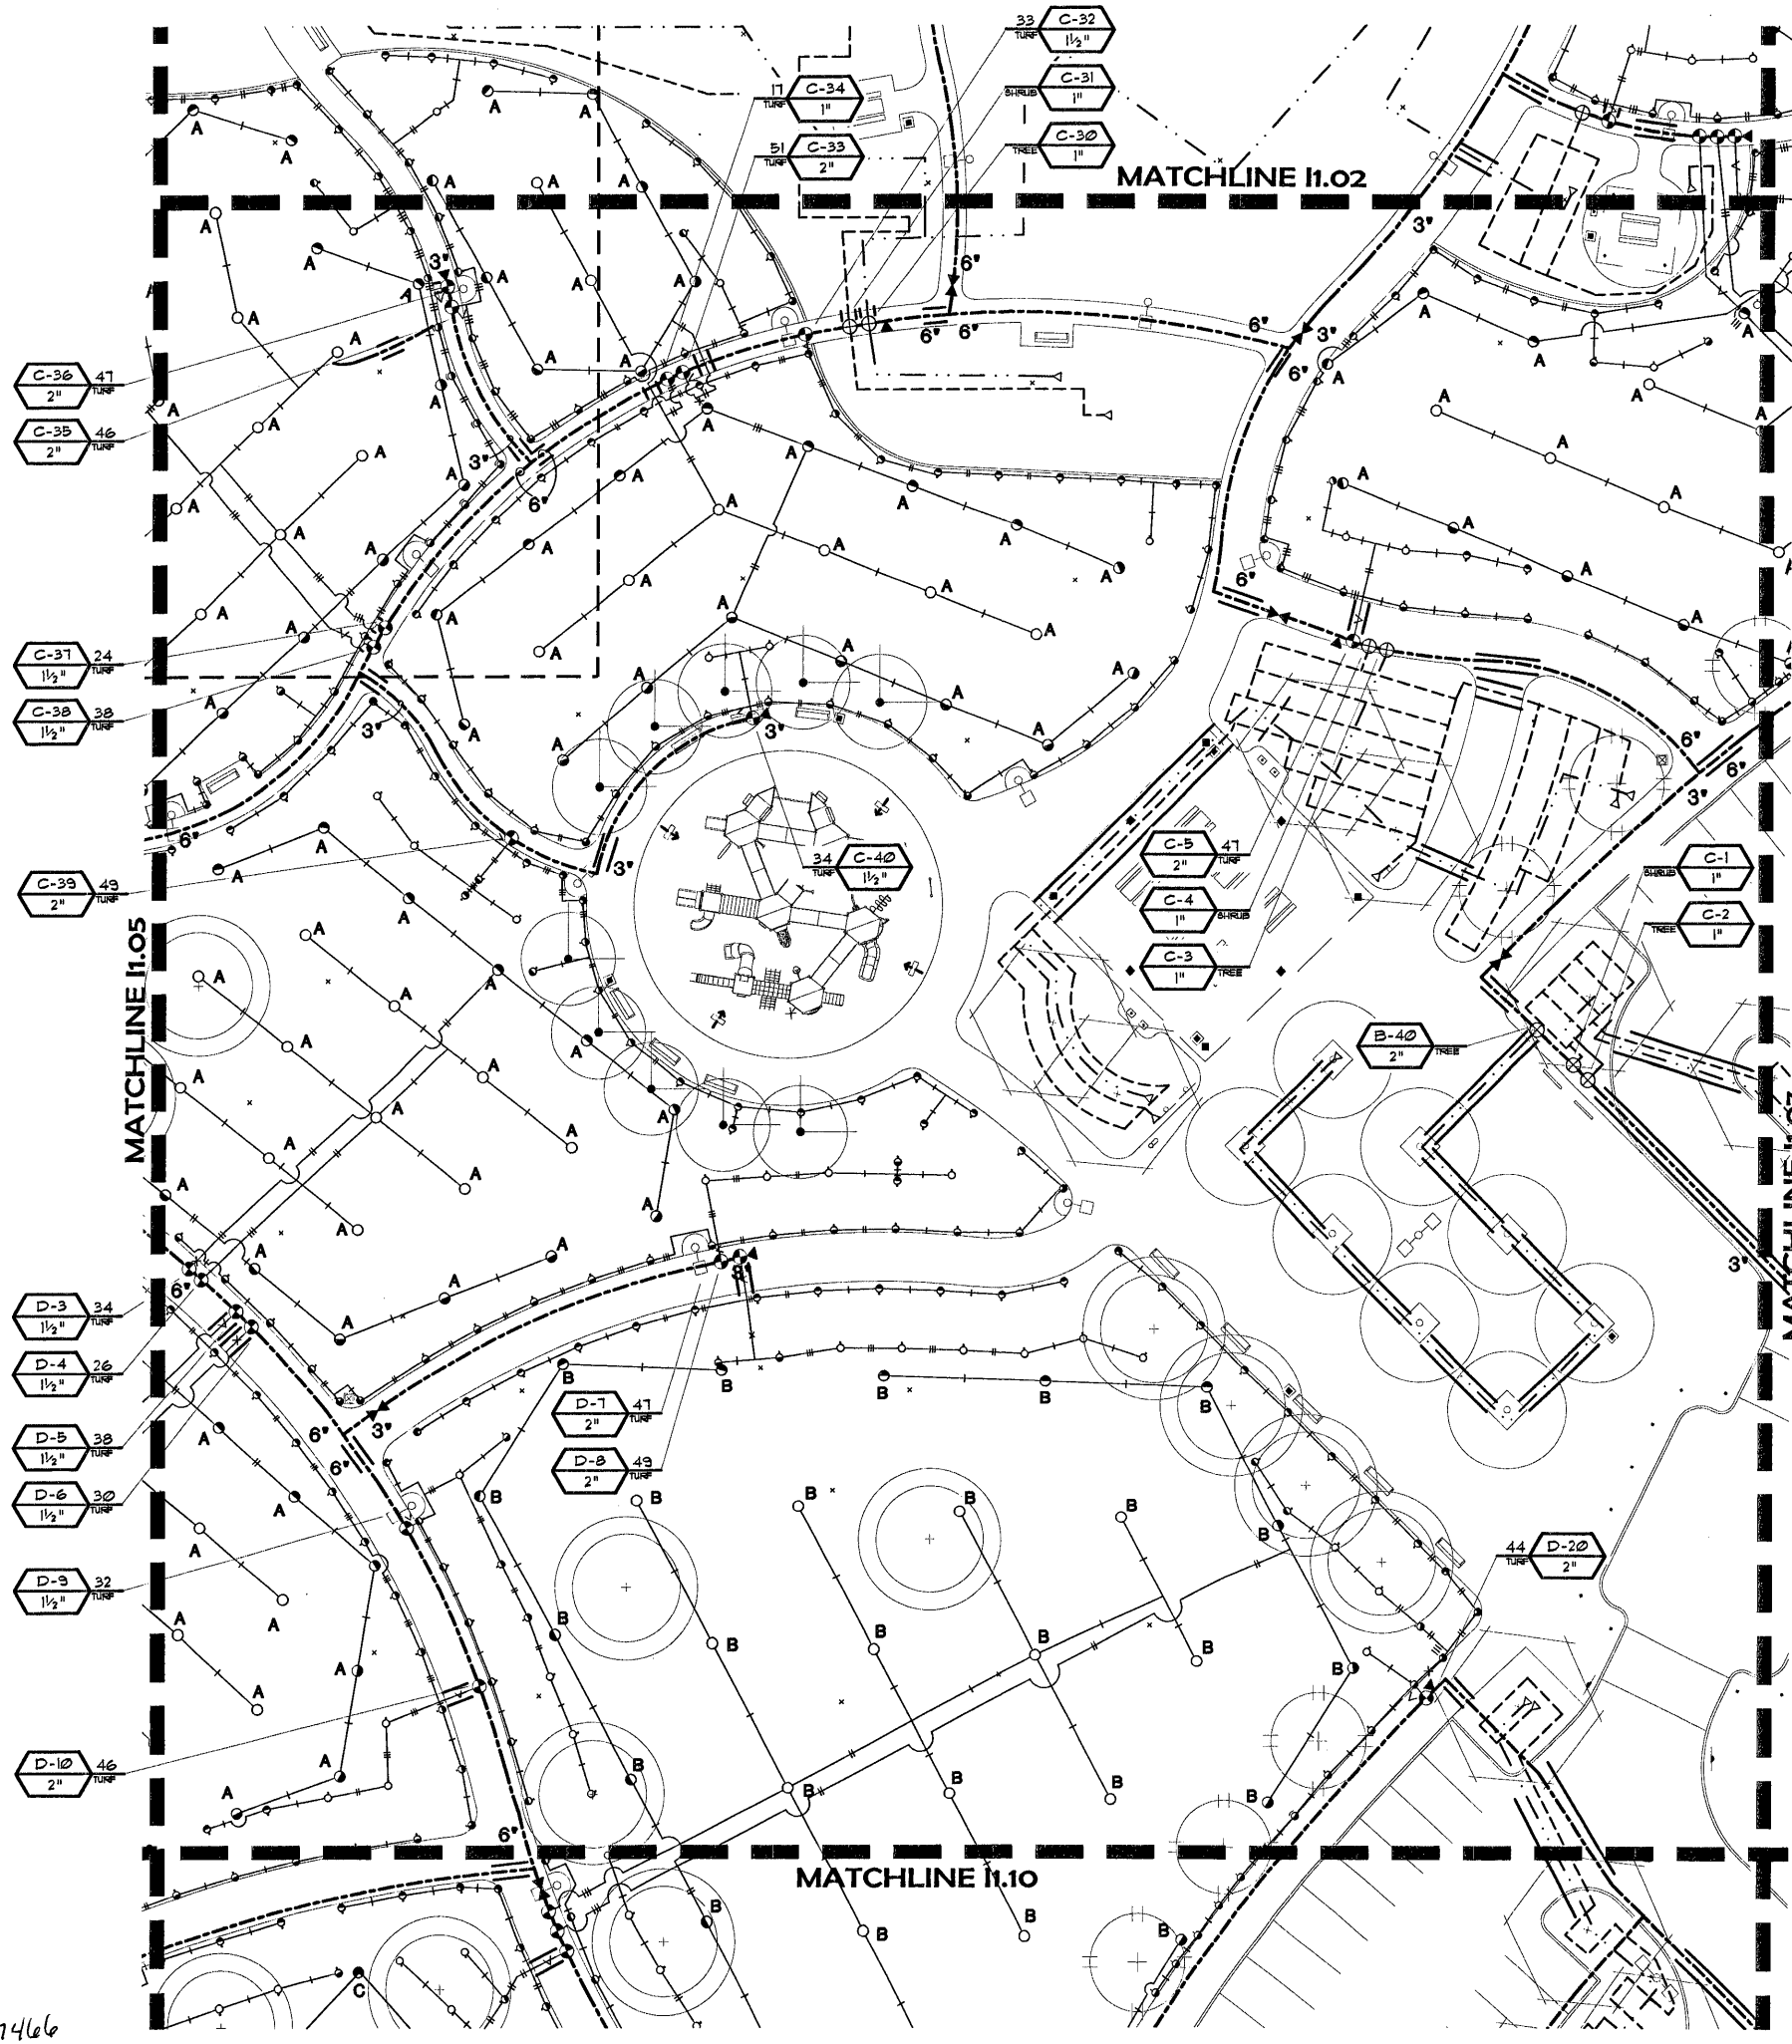 33 TURF C-32 1½"
SHRUB C-31 1"
TREE C-30 1"
17 TURF C-34 1"
51 TURF C-33 2"
MATCHLINE I1.02
C-36 2" 47 TURF
C-35 2" 46 TURF
C-37 1½" 24 TURF
C-38 1½" 38 TURF
C-39 2" 49 TURF
34 TURF C-40 1½"
C-5 2" 47 TURF
C-4 1" SHRUB
C-3 1" TREE
SHRUB C-1 1"
TREE C-2 1"
B-40 2" TREE
MATCHLINE I1.05
D-3 1½" 34 TURF
D-4 1½" 26 TURF
D-5 1½" 38 TURF
D-6 1½" 30 TURF
D-7 2" 47 TURF
D-8 2" 49 TURF
D-9 1½" 32 TURF
44 TURF D-20 2"
D-10 2" 46 TURF
MATCHLINE I1.10
A
B
C
3"
6"